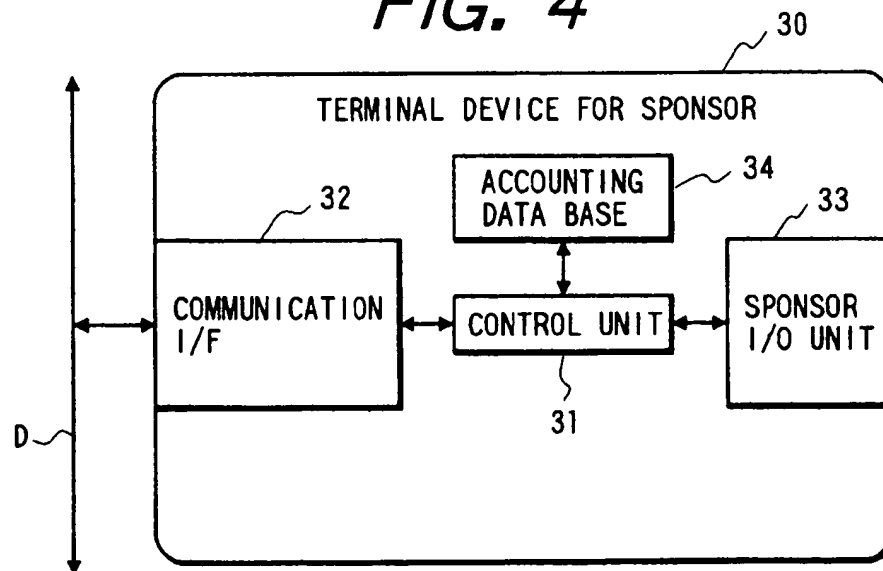 FIG. 4
30
TERMINAL DEVICE FOR SPONSOR
ACCOUNTING
DATA BASE
34
32
33
COMMUNICATION
I/F
CONTROL UNIT
SPONSOR
I/O UNIT
31
D